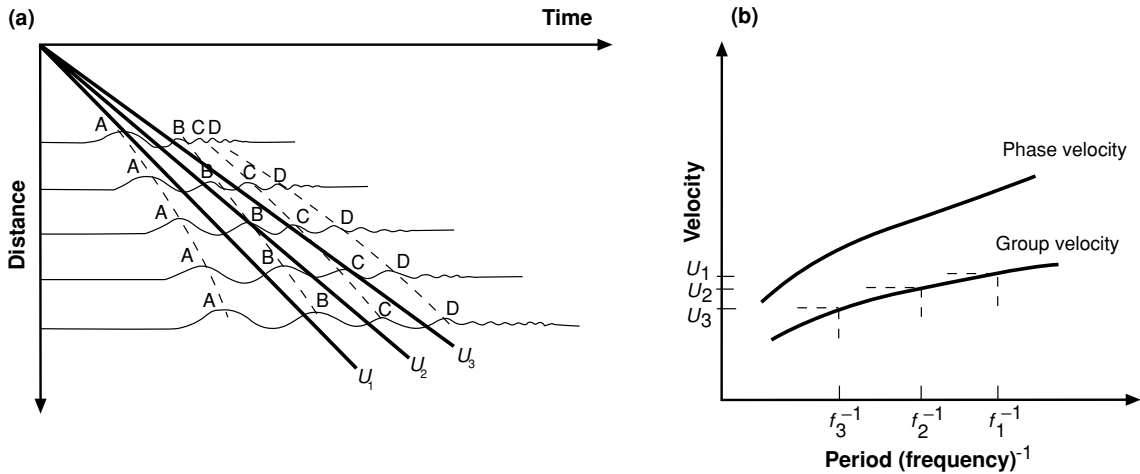 (a)
Time
Distance
A B C D
A B C D
A B C D
A B C D
A B C D
U₁
U₂
U₃
(b)
Velocity
Phase velocity
Group velocity
U₁
U₂
U₃
f₃⁻¹ f₂⁻¹ f₁⁻¹
Period (frequency)⁻¹